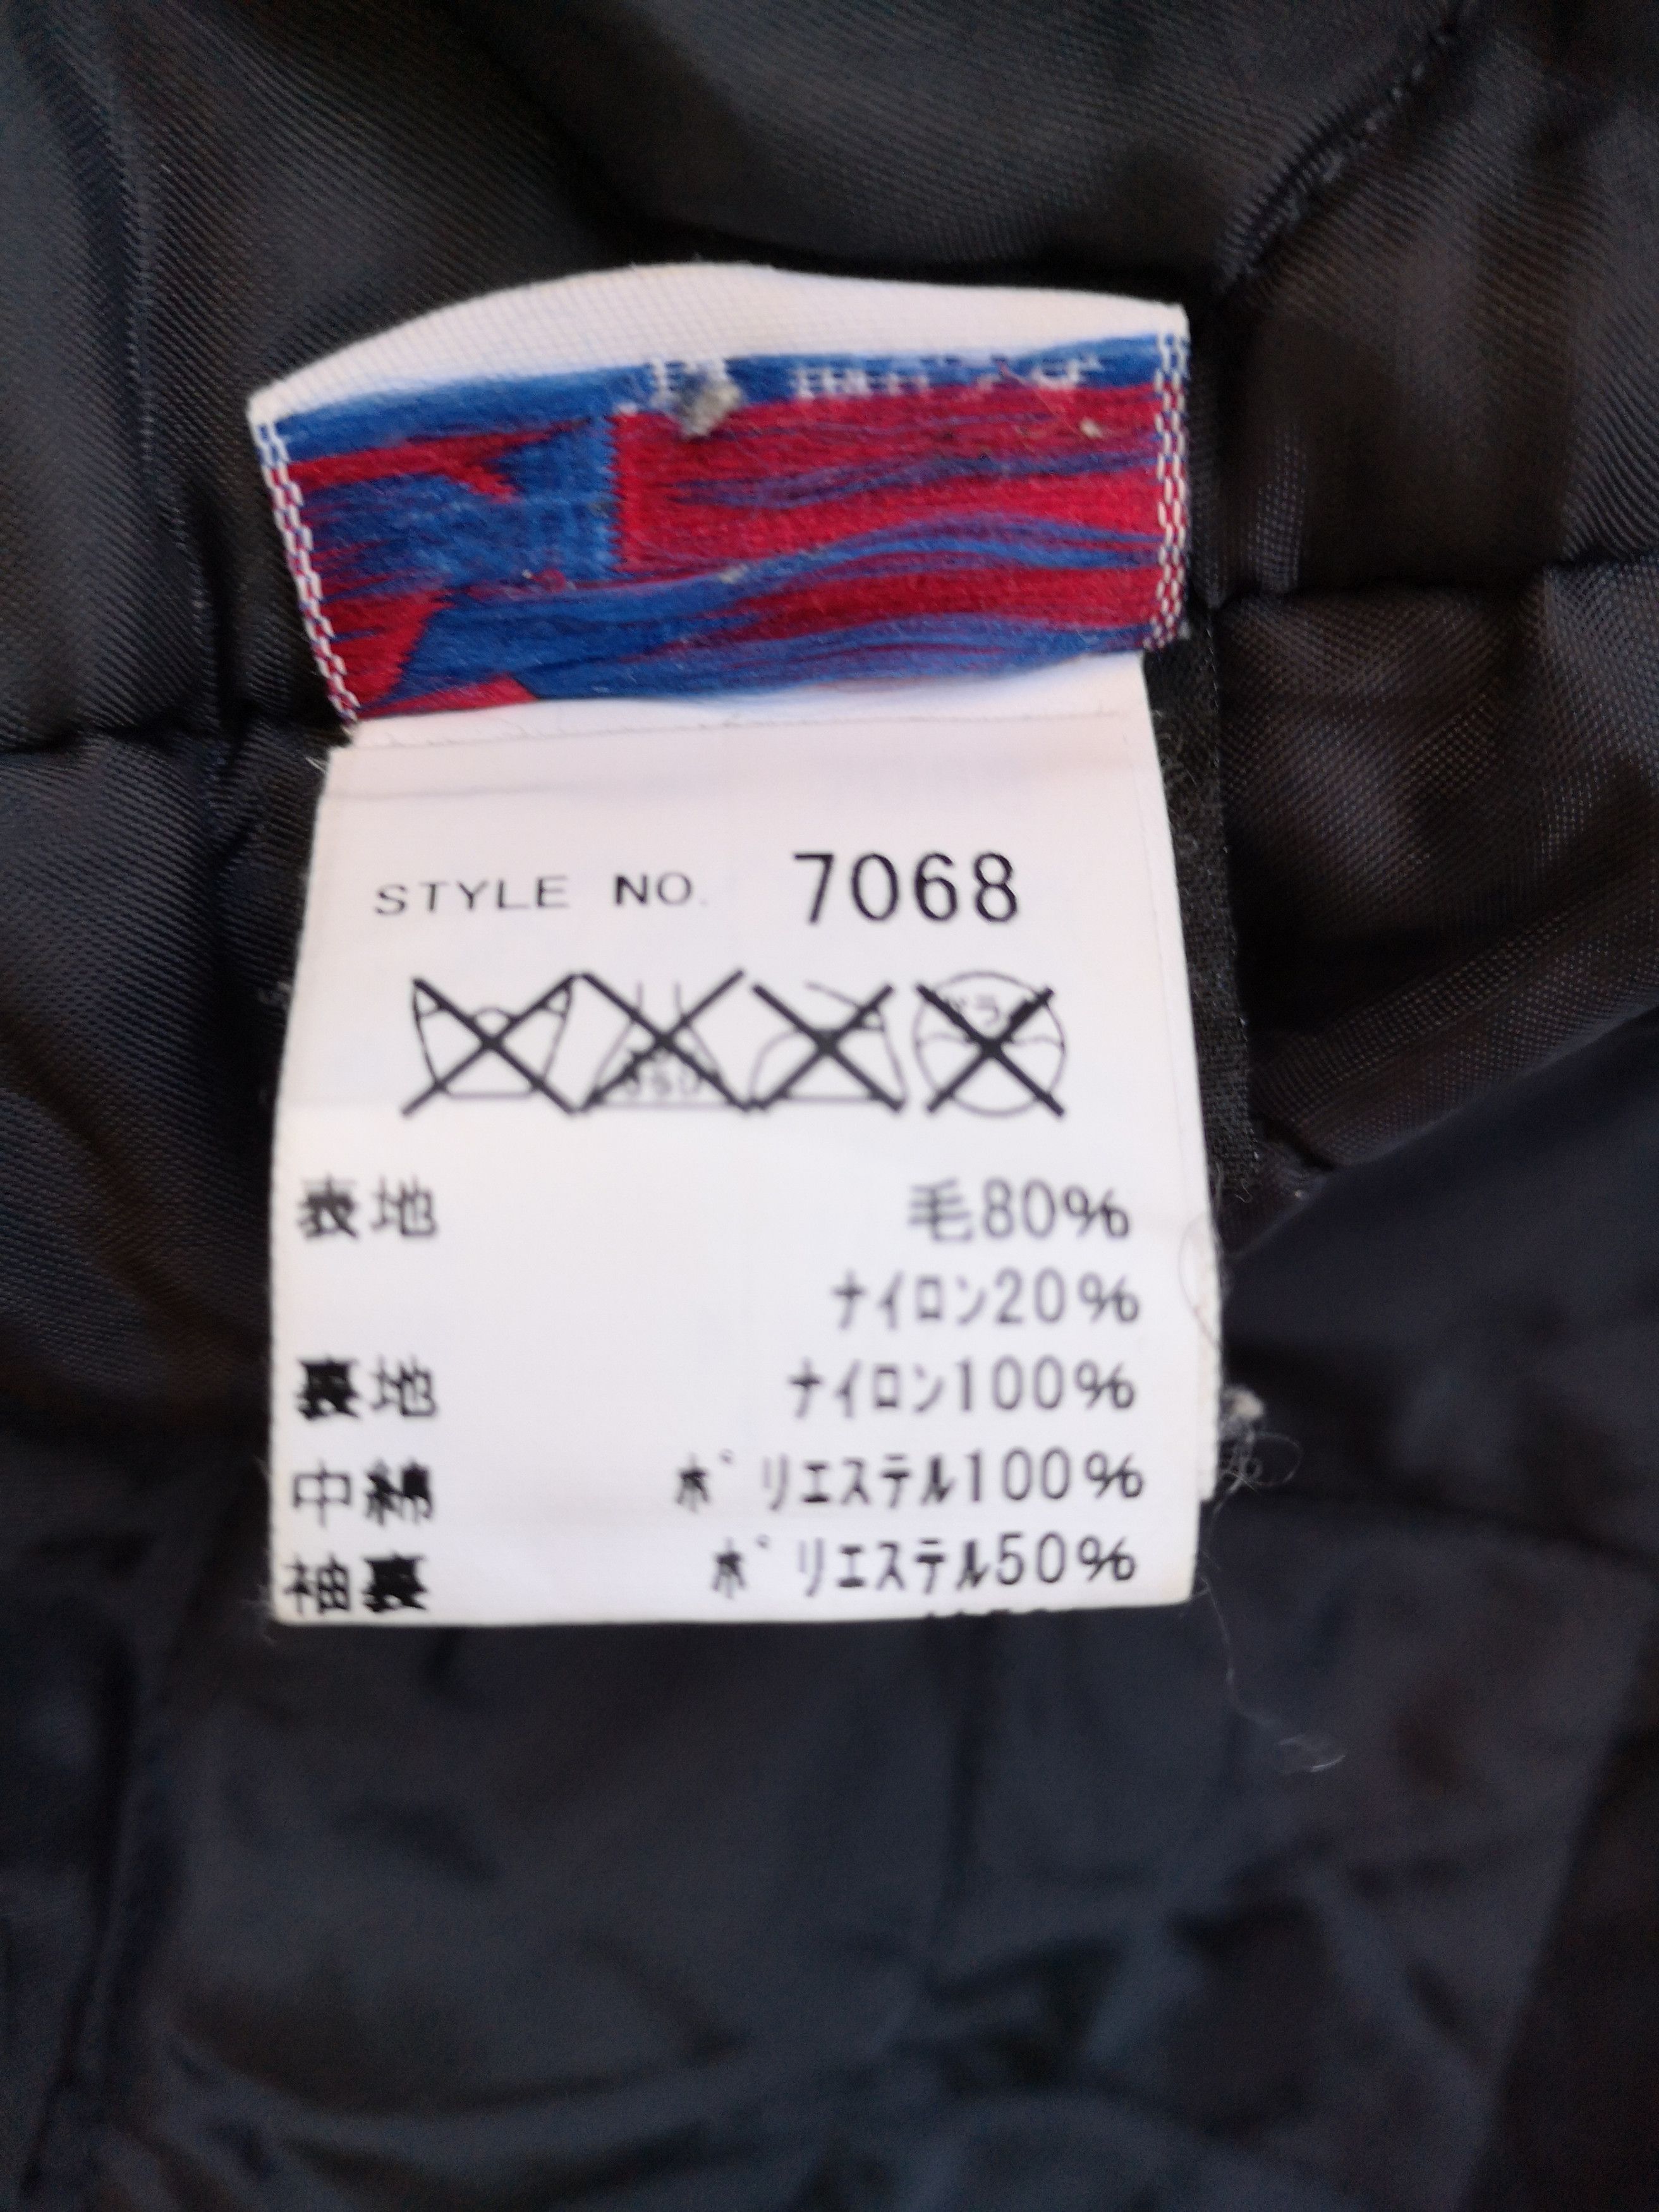 STYLE NO. 7068
表地 毛80%
ナイロン20%
裏地 ナイロン100%
中綿 ポリエステル100%
袖裏 ポリエステル50%